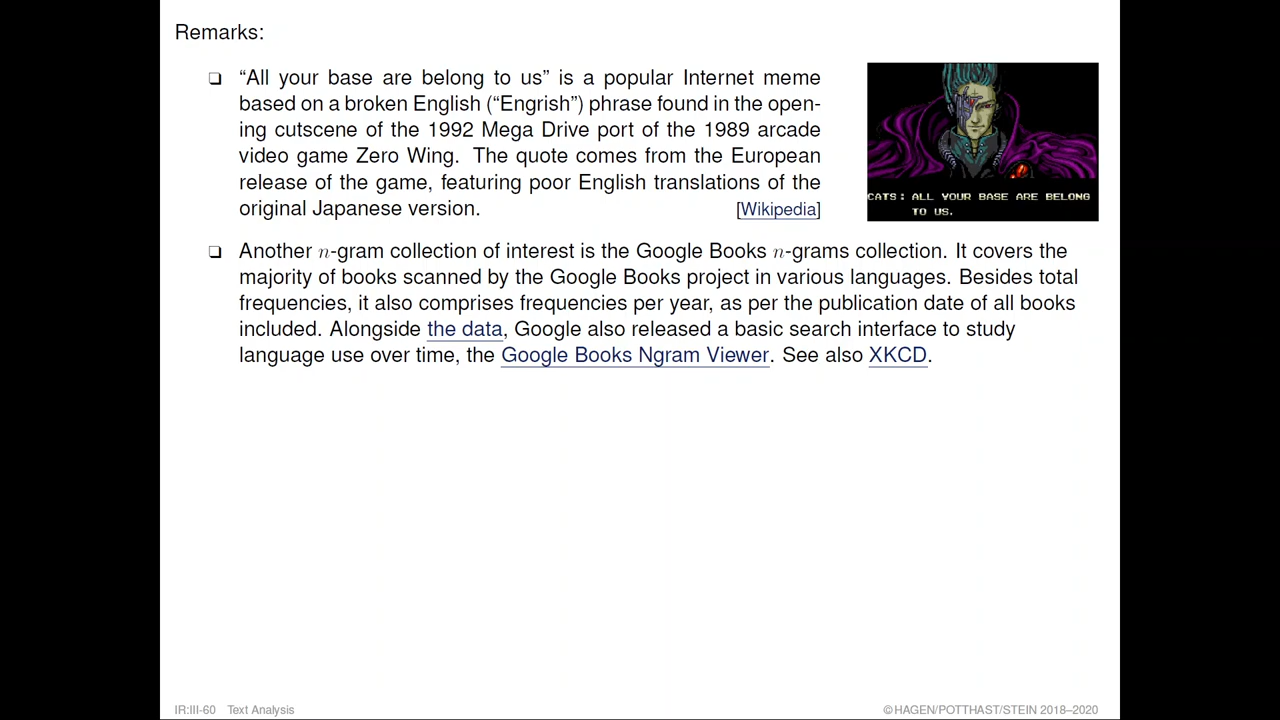 Remarks:
❑ “All your base are belong to us” is a popular Internet meme
based on a broken English (“Engrish”) phrase found in the open-
ing cutscene of the 1992 Mega Drive port of the 1989 arcade
video game Zero Wing. The quote comes from the European
release of the game, featuring poor English translations of the
original Japanese version. [Wikipedia]
CATS: ALL YOUR BASE ARE BELONG
TO US.
❑ Another n-gram collection of interest is the Google Books n-grams collection. It covers the
majority of books scanned by the Google Books project in various languages. Besides total
frequencies, it also comprises frequencies per year, as per the publication date of all books
included. Alongside the data, Google also released a basic search interface to study
language use over time, the Google Books Ngram Viewer. See also XKCD.
IR:III-60 Text Analysis ©HAGEN/POTTHAST/STEIN 2018–2020